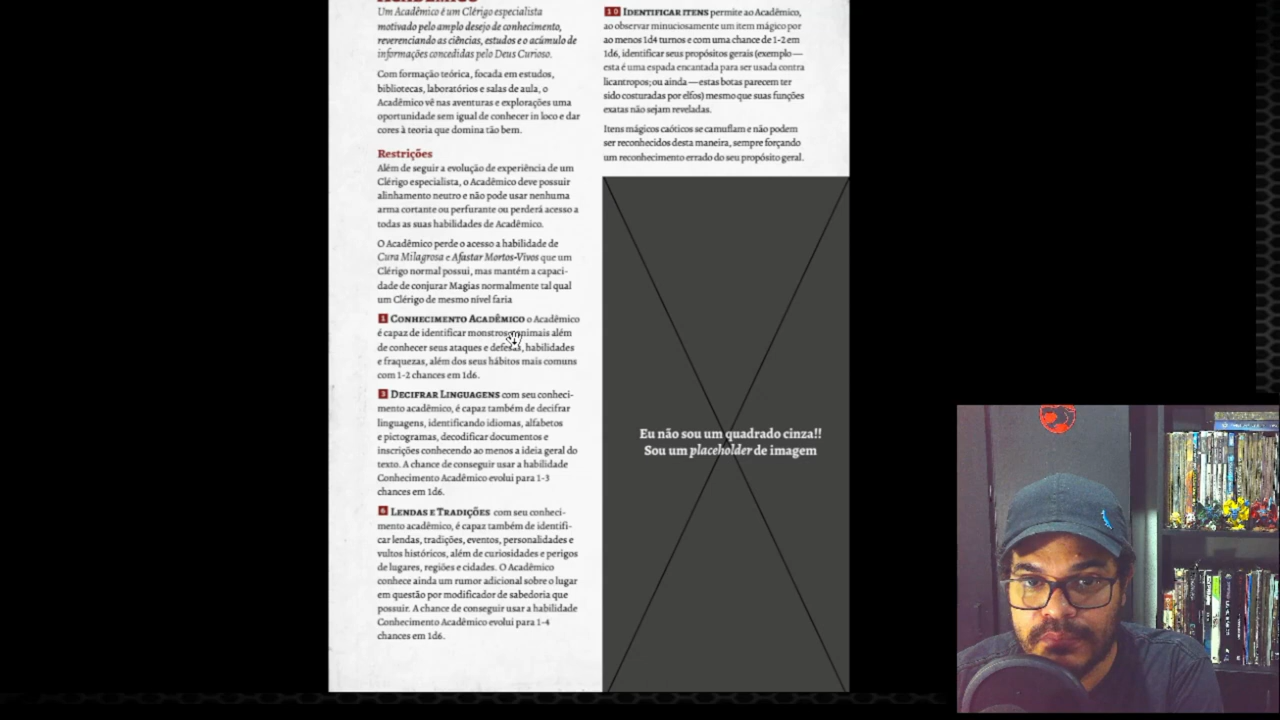 ACADÊMICO
Um Acadêmico é um Clérigo especialista
motivado pelo amplo desejo de conhecimento,
reverenciando as ciências, estudos e o acúmulo de
informações concedidas pelo Deus Curioso.
Com formação teórica, focada em estudos,
bibliotecas, laboratórios e salas de aula, o
Acadêmico vê nas aventuras e explorações uma
oportunidade sem igual de conhecer in loco e dar
cores à teoria que domina tão bem.
Restrições
Além de seguir a evolução de experiência de um
Clérigo especialista, o Acadêmico deve possuir
alinhamento neutro e não pode usar nenhuma
arma cortante ou perfurante ou perderá acesso a
todas as suas habilidades de Acadêmico.
O Acadêmico perde o acesso a habilidade de
Cura Milagrosa e Afastar Mortos-Vivos que um
Clérigo normal possui, mas mantém a capaci-
dade de conjurar Magias normalmente tal qual
um Clérigo de mesmo nível faria
1 CONHECIMENTO ACADÊMICO o Acadêmico
é capaz de identificar monstros e animais além
de conhecer seus ataques e defesas, habilidades
e fraquezas, além dos seus hábitos mais comuns
com 1-2 chances em 1d6.
3 DECIFRAR LINGUAGENS com seu conheci-
mento acadêmico, é capaz também de decifrar
linguagens, identificando idiomas, alfabetos
e pictogramas, decodificar documentos e
inscrições conhecendo ao menos a ideia geral do
texto. A chance de conseguir usar a habilidade
Conhecimento Acadêmico evolui para 1-3
chances em 1d6.
6 LENDAS E TRADIÇÕES com seu conheci-
mento acadêmico, é capaz também de identifi-
car lendas, tradições, eventos, personalidades e
vultos históricos, além de curiosidades e perigos
de lugares, regiões e cidades. O Acadêmico
conhece ainda um rumor adicional sobre o lugar
em questão por modificador de sabedoria que
possuir. A chance de conseguir usar a habilidade
Conhecimento Acadêmico evolui para 1-4
chances em 1d6.
10 IDENTIFICAR ITENS permite ao Acadêmico,
ao observar minuciosamente um item mágico por
ao menos 1d4 turnos e com uma chance de 1-2 em
1d6, identificar seus propósitos gerais (exemplo —
esta é uma espada encantada para ser usada contra
licantropos; ou ainda — estas botas parecem ter
sido costuradas por elfos) mesmo que suas funções
exatas não sejam reveladas.
Itens mágicos caóticos se camuflam e não podem
ser reconhecidos desta maneira, sempre forçando
um reconhecimento errado do seu propósito geral.
Eu não sou um quadrado cinza!!
Sou um placeholder de imagem